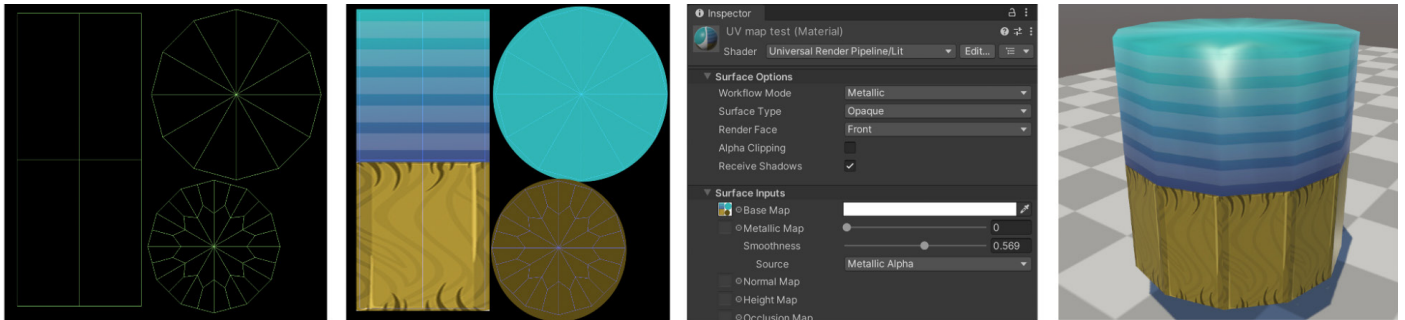 Inspector
UV map test (Material)
Shader Universal Render Pipeline/Lit Edit...
Surface Options
Workflow Mode Metallic
Surface Type Opaque
Render Face Front
Alpha Clipping
Receive Shadows
Surface Inputs
Base Map
Metallic Map 0
Smoothness 0.569
Source Metallic Alpha
Normal Map
Height Map
Occlusion Map